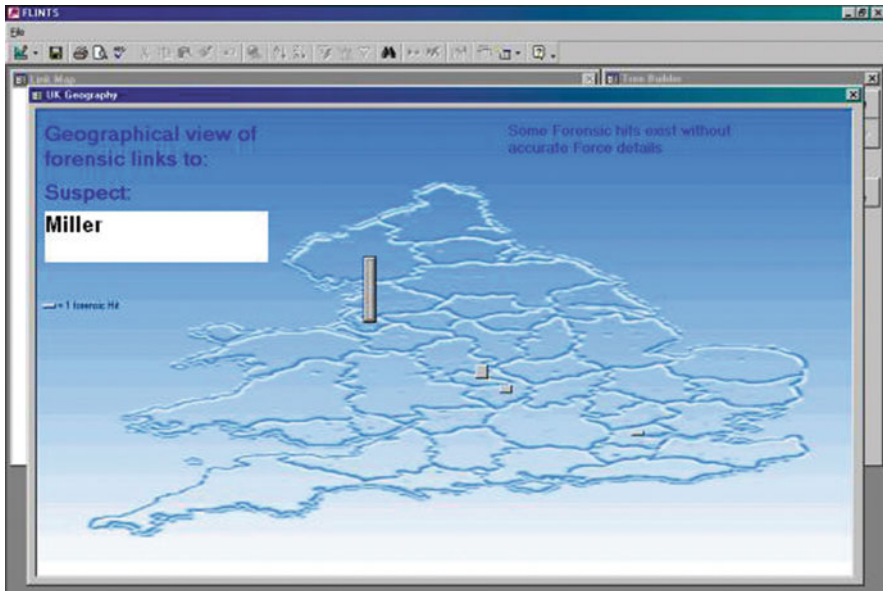 FLINTS
File
Link Map
Tree Builder
UK Geography
Geographical view of
forensic links to:
Suspect:
Miller
= 1 forensic Hit
Some Forensic hits exist without
accurate Force details